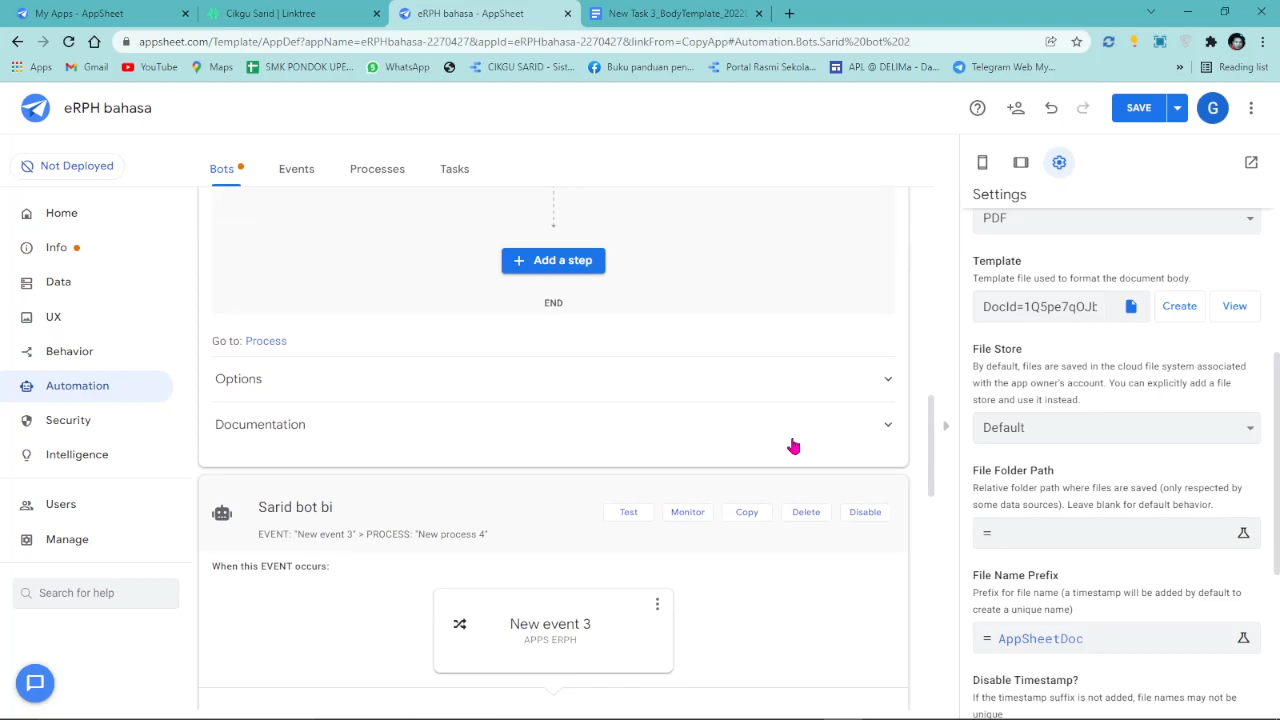 My Apps - AppSheet
Cikgu Sarid | Linktree
eRPH bahasa - AppSheet
New Task 3_BodyTemplate_2022
appsheet.com/Template/AppDef?appName=eRPHbahasa-2270427&appId=eRPHbahasa-2270427&linkFrom=CopyApp#Automation.Bots.Sarid%20bot%202
Apps
Gmail
YouTube
Maps
SMK PONDOK UPE...
WhatsApp
CIKGU SARID - Sist...
Buku panduan pen...
Portal Rasmi Sekola...
APL @ DELIMa - Da...
Telegram Web My...
»
Reading list
eRPH bahasa
SAVE
G
Not Deployed
Home
Info
Data
UX
Behavior
Automation
Security
Intelligence
Users
Manage
Search for help
Bots
Events
Processes
Tasks
+ Add a step
END
Go to: Process
Options
Documentation
Sarid bot bi
Test
Monitor
Copy
Delete
Disable
EVENT: "New event 3" > PROCESS: "New process 4"
When this EVENT occurs:
New event 3
APPS ERPH
Settings
PDF
Template
Template file used to format the document body.
DocId=1Q5pe7qOJt
Create
View
File Store
By default, files are saved in the cloud file system associated
with the app owner's account. You can explicitly add a file
store and use it instead.
Default
File Folder Path
Relative folder path where files are saved (only respected by
some data sources). Leave blank for default behavior.
=
File Name Prefix
Prefix for file name (a timestamp will be added by default to
create a unique name)
= AppSheetDoc
Disable Timestamp?
If the timestamp suffix is not added, file names may not be
unique